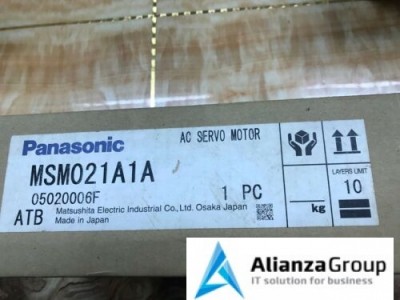 Panasonic
AC SERVO MOTOR
MSM021A1A
05020006F
1 PC
ATB
Matsushita Electric Industrial Co., Ltd. Osaka Japan
Made in Japan
kg
LAYERS LIMIT
10
AlianzaGroup
IT solution for business